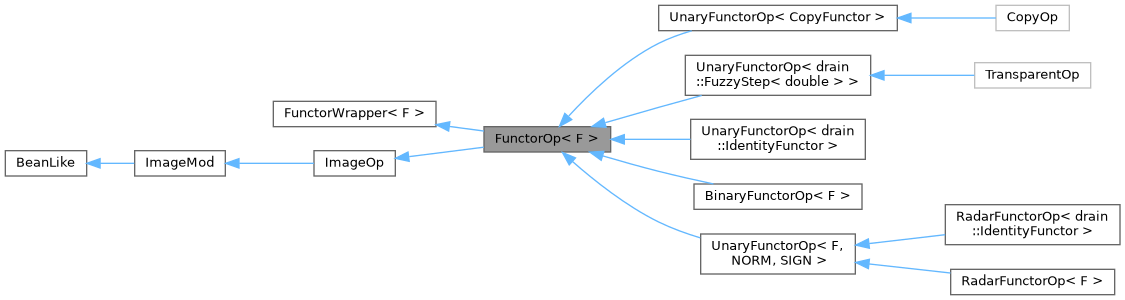 UnaryFunctorOp< CopyFunctor >
CopyOp
UnaryFunctorOp< drain
::FuzzyStep< double > >
TransparentOp
FunctorWrapper< F >
UnaryFunctorOp< drain
::IdentityFunctor >
FunctorOp< F >
BeanLike
ImageMod
ImageOp
BinaryFunctorOp< F >
UnaryFunctorOp< F,
NORM, SIGN >
RadarFunctorOp< drain
::IdentityFunctor >
RadarFunctorOp< F >